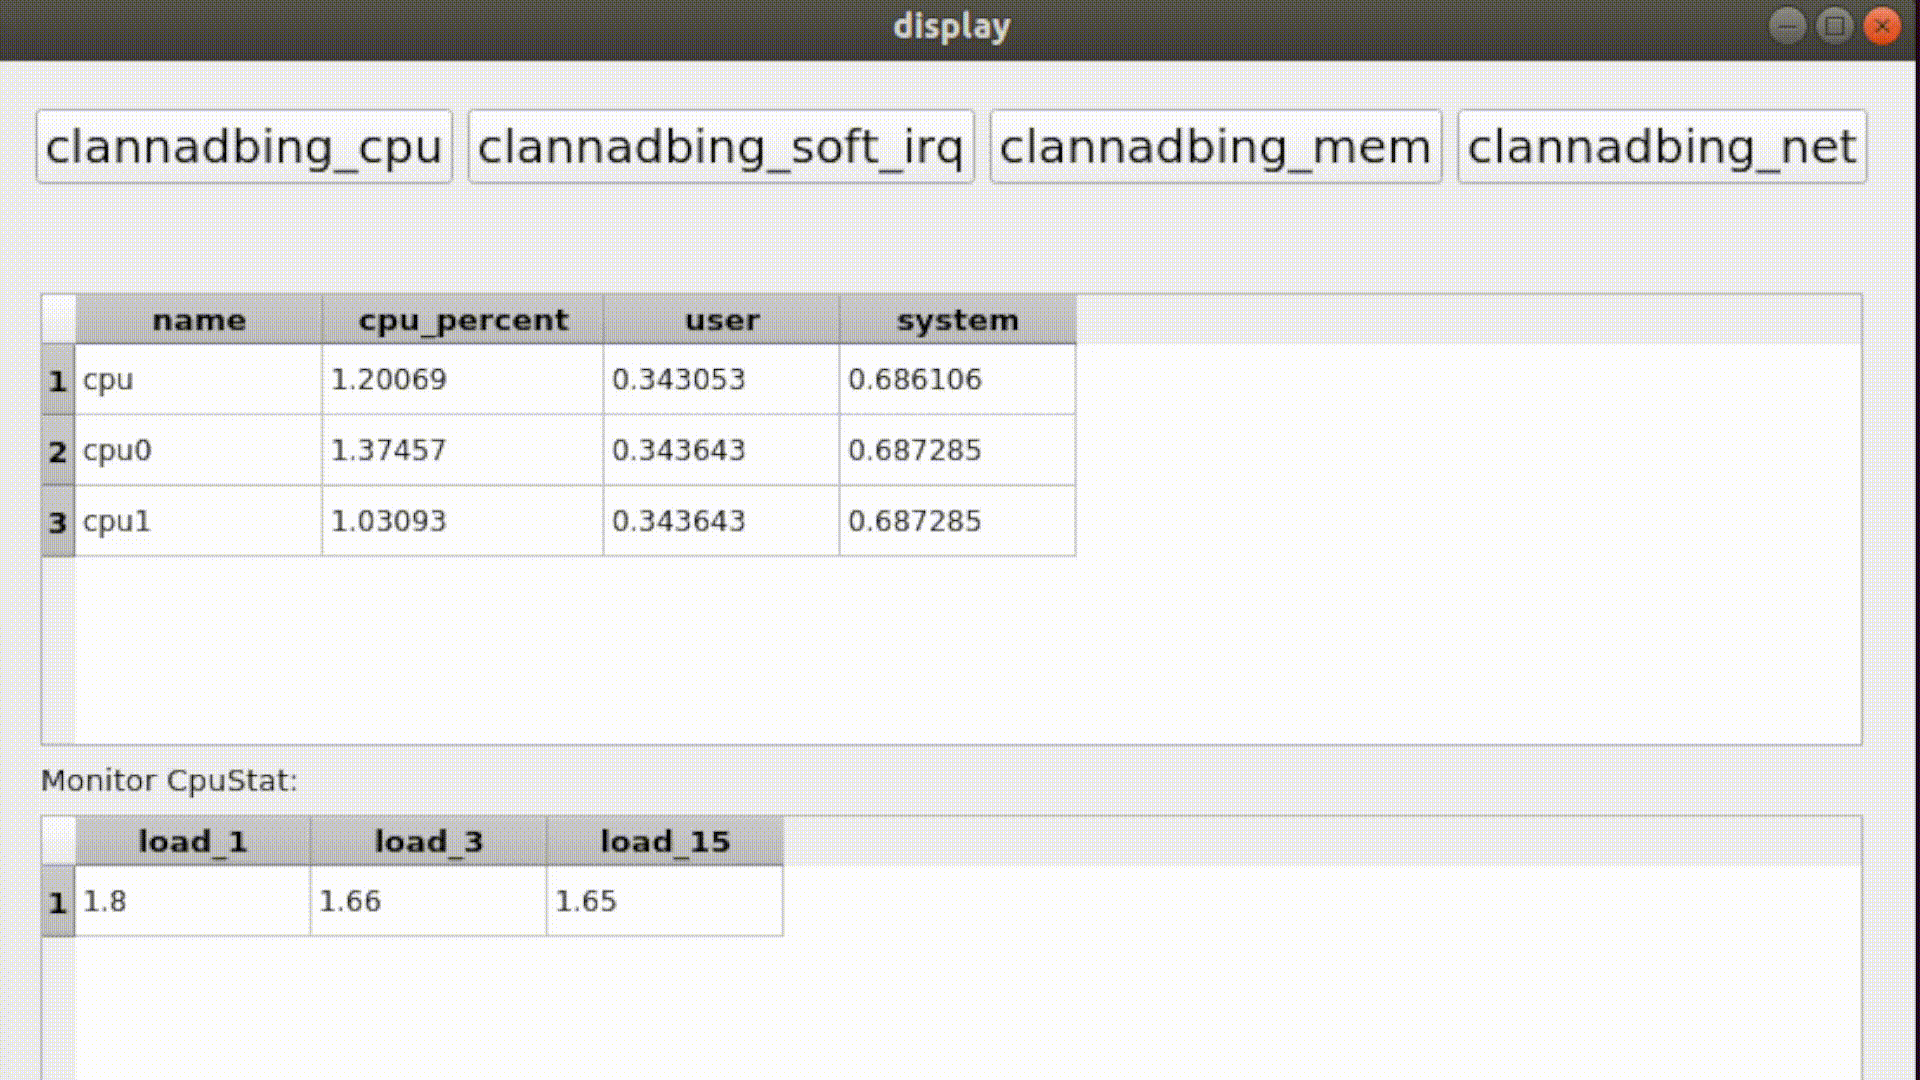 display
clannadbing_cpu clannadbing_soft_irq clannadbing_mem clannadbing_net
name cpu_percent user system
1 cpu 1.20069 0.343053 0.686106
2 cpu0 1.37457 0.343643 0.687285
3 cpu1 1.03093 0.343643 0.687285
Monitor CpuStat:
load_1 load_3 load_15
1 1.8 1.66 1.65